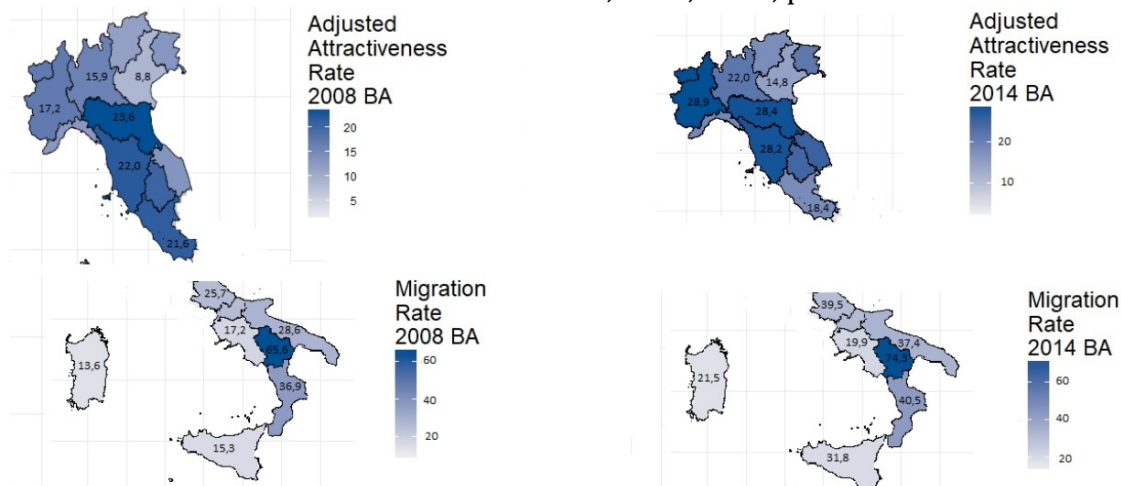 Adjusted
Attractiveness
Rate
2008 BA
20
15
10
5
15,9
8,8
17,2
23,6
22,0
21,6
Adjusted
Attractiveness
Rate
2014 BA
20
10
22,0
14,8
28,9
28,4
28,2
18,4
Migration
Rate
2008 BA
60
40
20
25,7
17,2
28,6
65,6
13,6
36,9
15,3
Migration
Rate
2014 BA
60
40
20
39,5
19,9
37,4
74,3
21,5
40,5
31,8